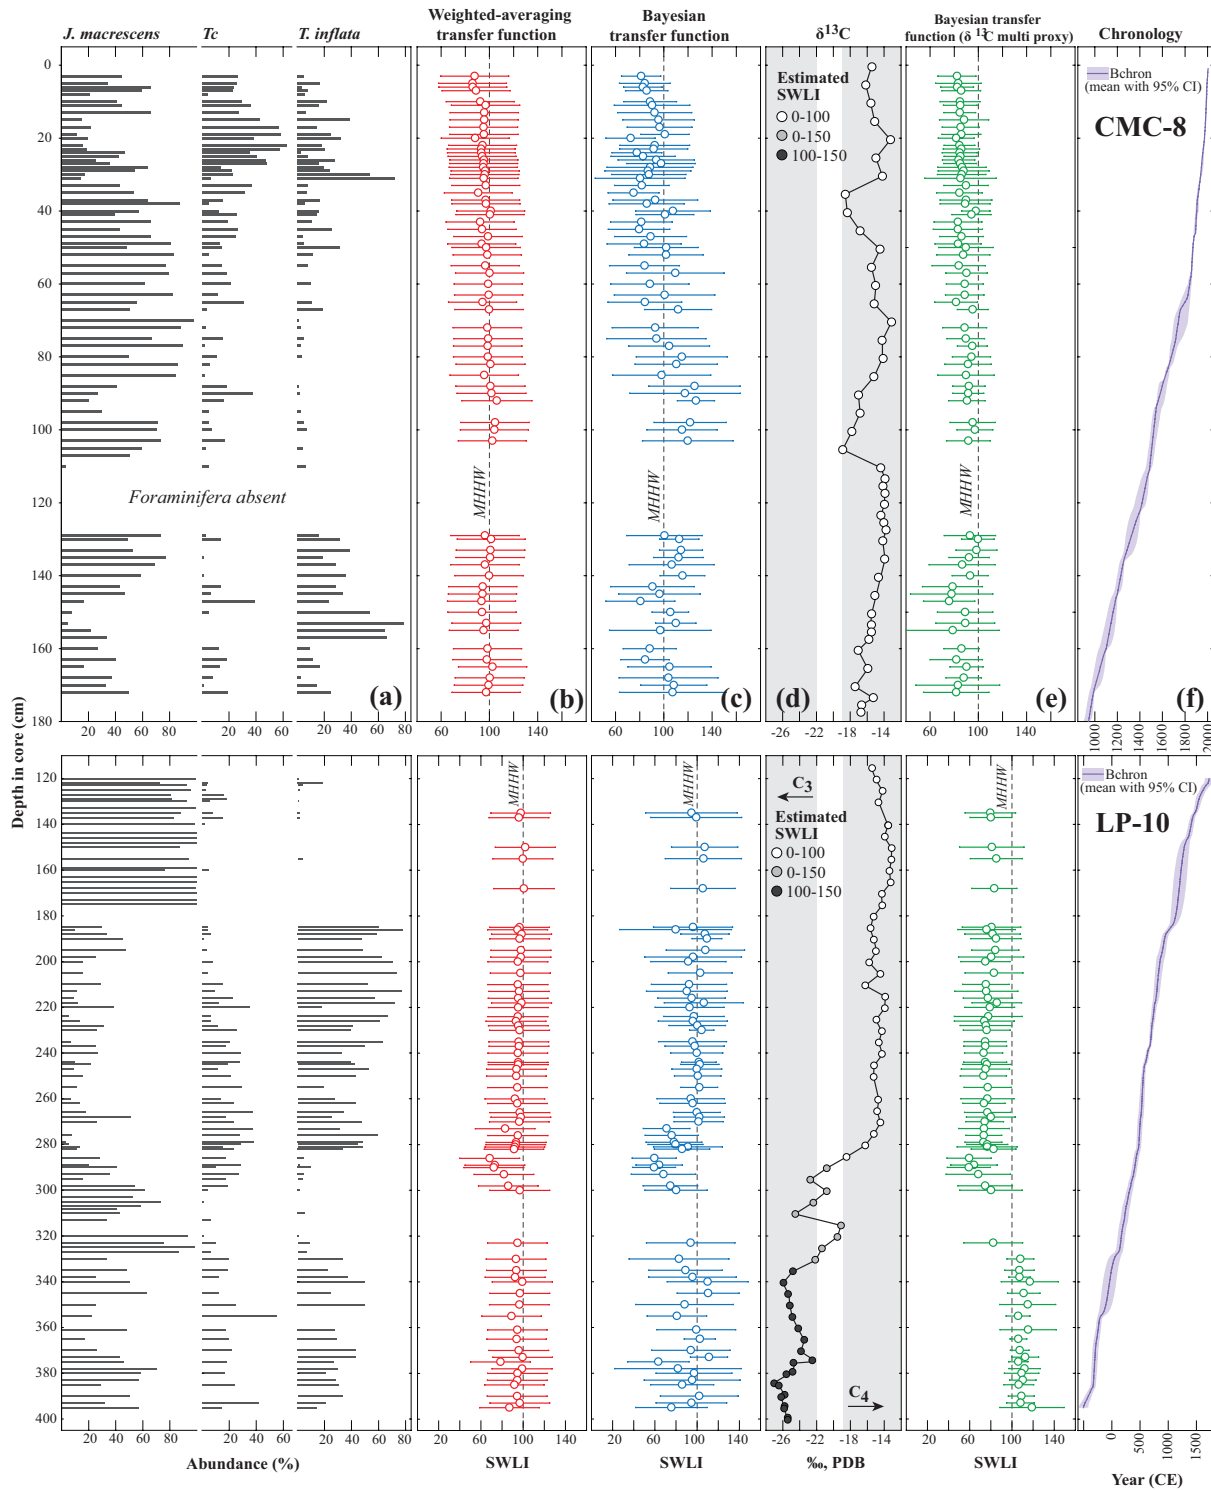 J. macrescens
Tc
T. inflata
Weighted-averaging
transfer function
Bayesian
transfer function
δ13C
Bayesian transfer
function (δ 13C multi proxy)
Chronology
0
20
40
60
80
100
120
140
160
180
Foraminifera absent
(a)
MHHW
(b)
MHHW
(c)
Estimated
SWLI
0-100
0-150
100-150
(d)
MHHW
(e)
Bchron
(mean with 95% CI)
CMC-8
(f)
20 40 60 80
20 40 60
20 40 60 80
60 100 140
60 100 140
-26 -22 -18 -14
60 100 140
1000
1200
1400
1600
1800
2000
Depth in core (cm)
120
140
160
180
200
220
240
260
280
300
320
340
360
380
400
MHHW
MHHW
C3
Estimated
SWLI
0-100
0-150
100-150
C4
MHHW
Bchron
(mean with 95% CI)
LP-10
20 40 60 80
20 40 60
20 40 60 80
60 100 140
60 100 140
-26 -22 -18 -14
60 100 140
0
500
1000
1500
Abundance (%)
SWLI
SWLI
‰, PDB
SWLI
Year (CE)